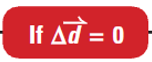 If Δd⃗ = 0